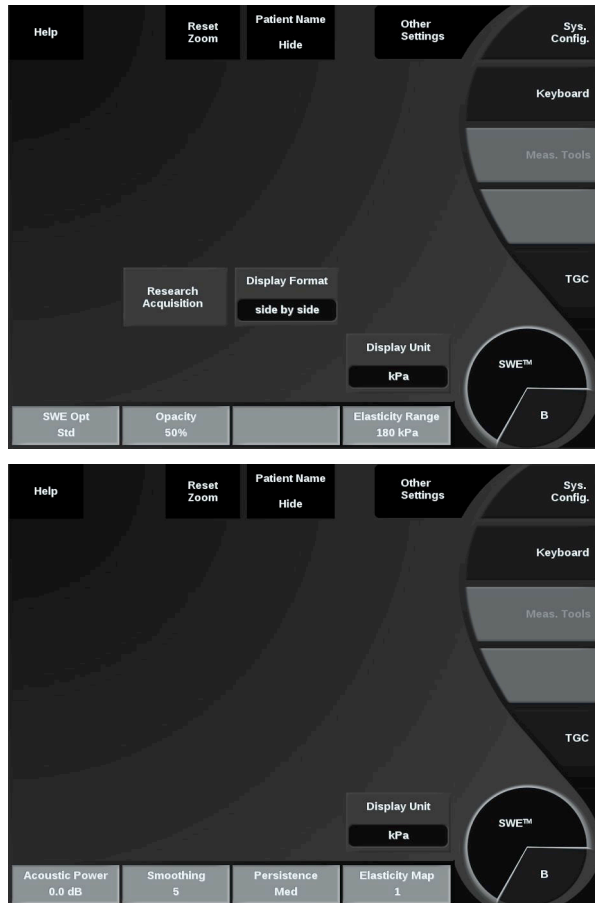 Help
Reset
Zoom
Patient Name
Hide
Other
Settings
Sys.
Config.
Keyboard
Meas. Tools
TGC
Research
Acquisition
Display Format
side by side
Display Unit
kPa
SWE™
B
SWE Opt
Std
Opacity
50%
Elasticity Range
180 kPa
Help
Reset
Zoom
Patient Name
Hide
Other
Settings
Sys.
Config.
Keyboard
Meas. Tools
TGC
Display Unit
kPa
SWE™
B
Acoustic Power
0.0 dB
Smoothing
5
Persistence
Med
Elasticity Map
1